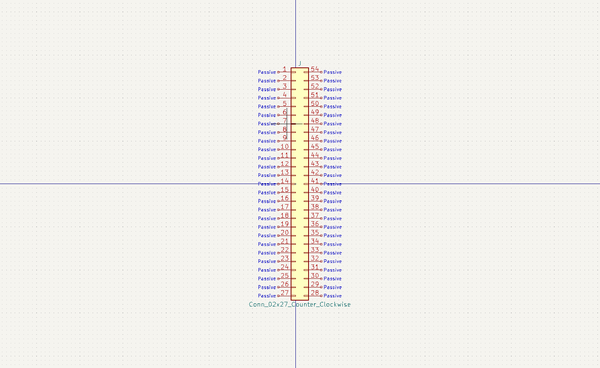 J
Passive 1 54 Passive
Passive 2 53 Passive
Passive 3 52 Passive
Passive 4 51 Passive
Passive 5 50 Passive
Passive 6 49 Passive
Passive 7 48 Passive
Passive 8 47 Passive
Passive 9 46 Passive
Passive 10 45 Passive
Passive 11 44 Passive
Passive 12 43 Passive
Passive 13 42 Passive
Passive 14 41 Passive
Passive 15 40 Passive
Passive 16 39 Passive
Passive 17 38 Passive
Passive 18 37 Passive
Passive 19 36 Passive
Passive 20 35 Passive
Passive 21 34 Passive
Passive 22 33 Passive
Passive 23 32 Passive
Passive 24 31 Passive
Passive 25 30 Passive
Passive 26 29 Passive
Passive 27 28 Passive
Conn_02x27_Counter_Clockwise